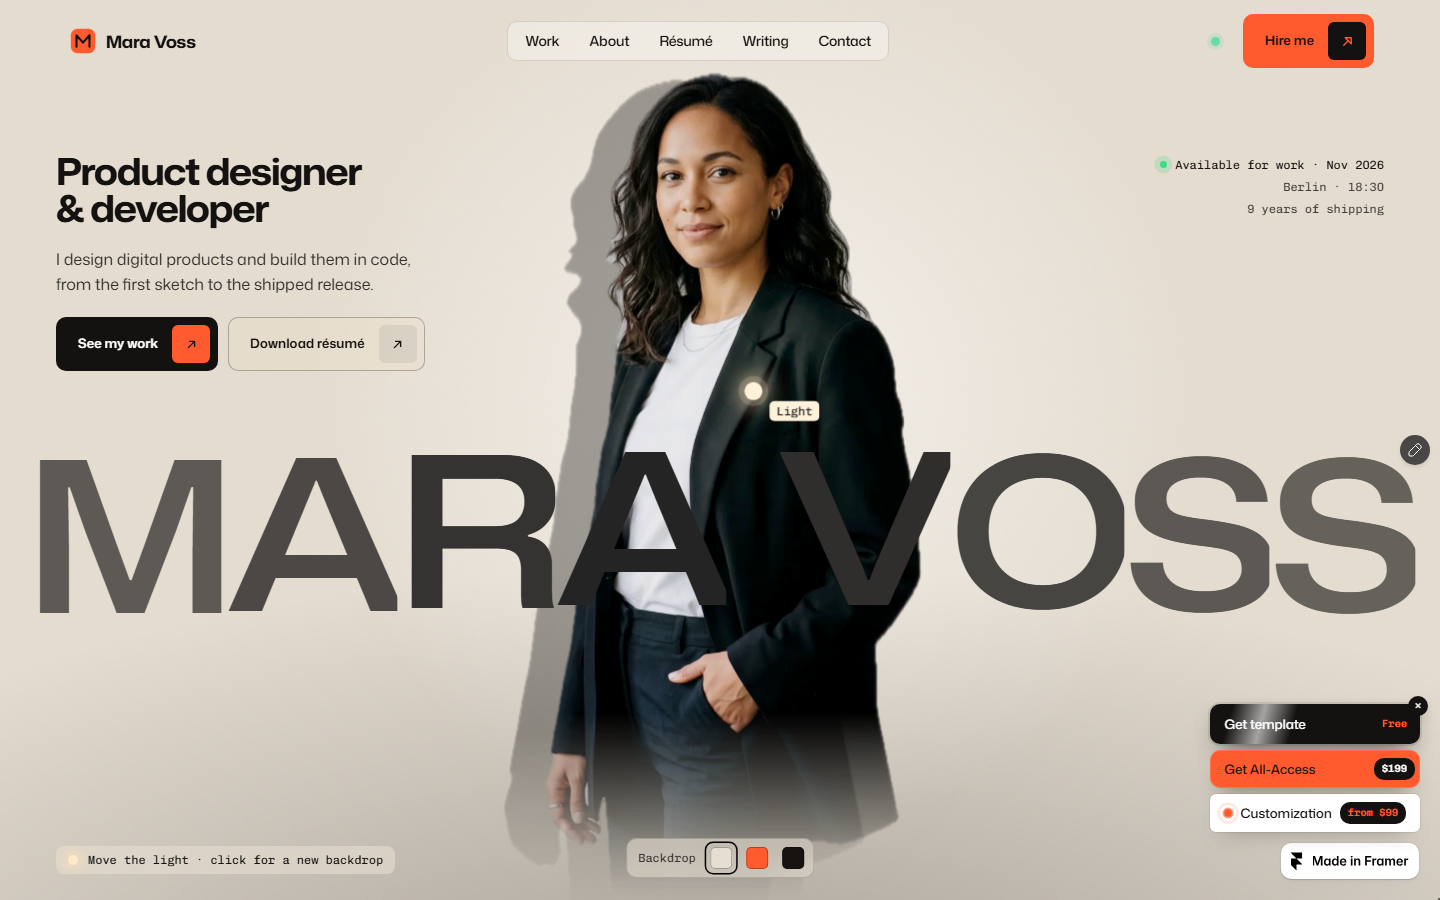 Mara Voss
Work
About
Résumé
Writing
Contact
Hire me
Product designer
& developer
I design digital products and build them in code,
from the first sketch to the shipped release.
See my work
Download résumé
Available for work · Nov 2026
Berlin · 18:30
9 years of shipping
Light
MARA VOSS
Get template Free
Get All-Access $199
Customization from $99
Made in Framer
Move the light · click for a new backdrop
Backdrop